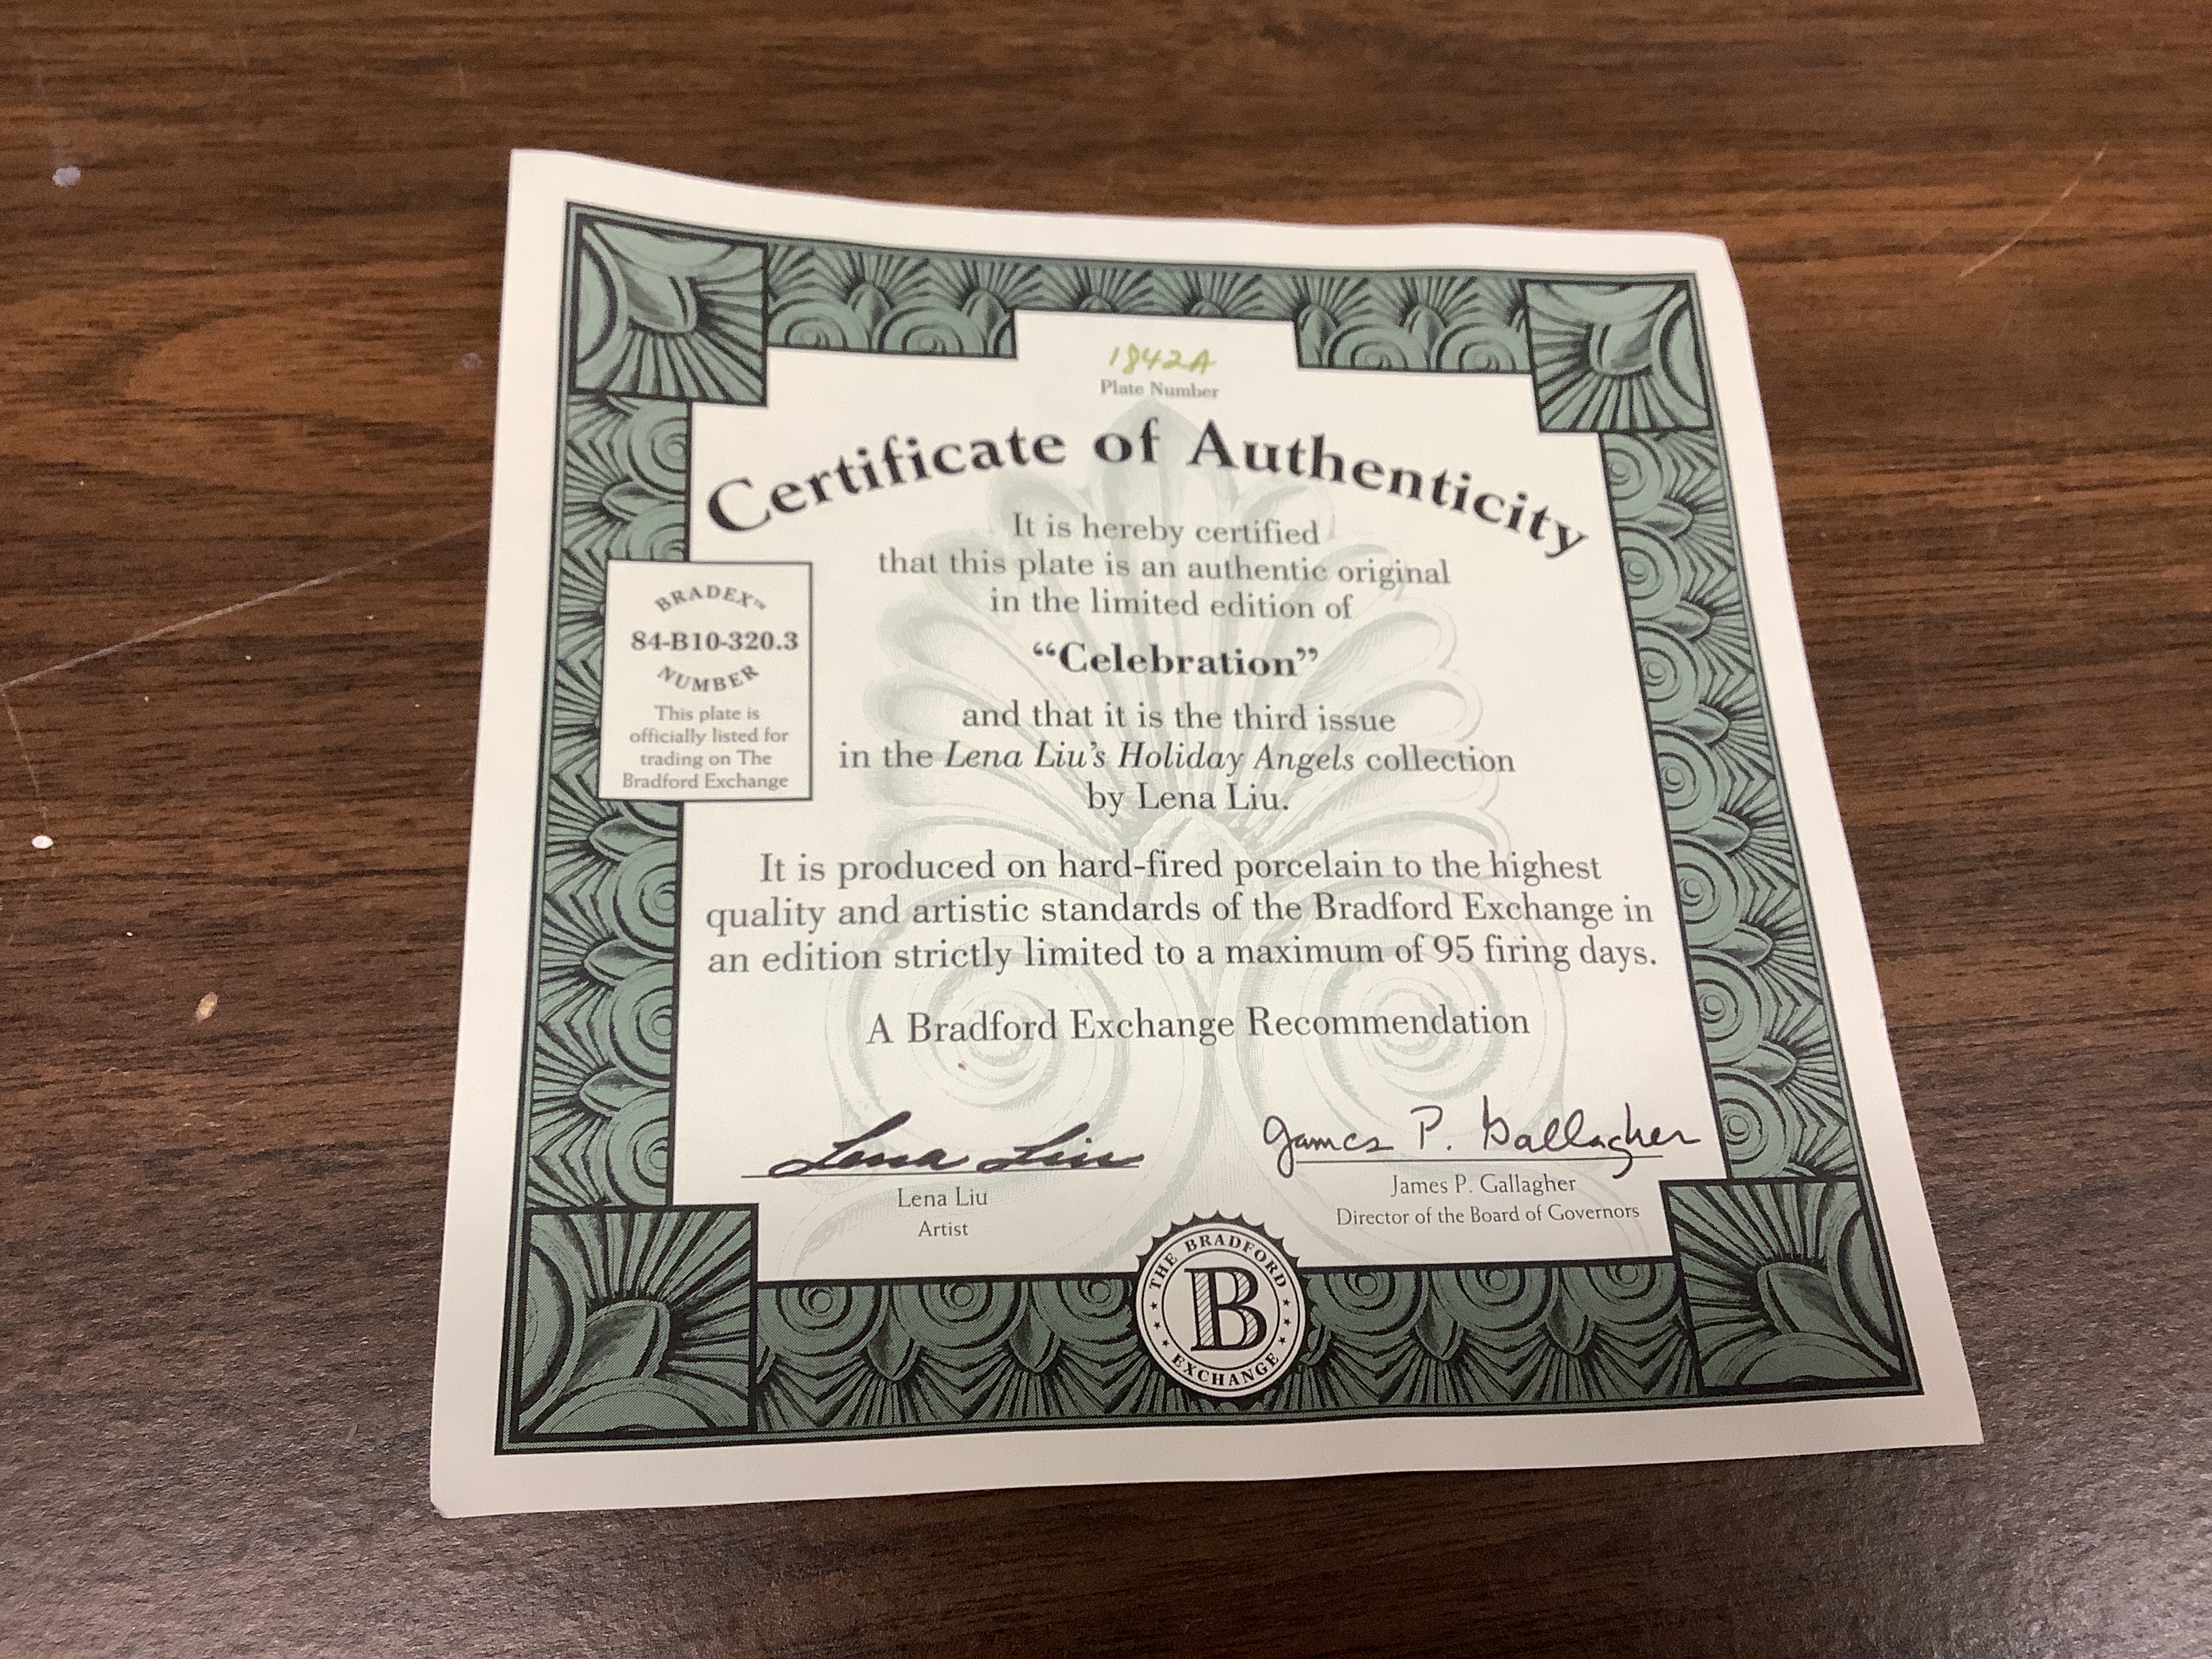 1842A
Plate Number
Certificate of Authenticity
It is hereby certified
that this plate is an authentic original
in the limited edition of
“Celebration”
and that it is the third issue
in the Lena Liu’s Holiday Angels collection
by Lena Liu.
BRADEX™
84-B10-320.3
NUMBER
This plate is
officially listed for
trading on The
Bradford Exchange
It is produced on hard-fired porcelain to the highest
quality and artistic standards of the Bradford Exchange in
an edition strictly limited to a maximum of 95 firing days.
A Bradford Exchange Recommendation
Lena Liu
Lena Liu
Artist
James P. Gallagher
James P. Gallagher
Director of the Board of Governors
THE BRADFORD
B
EXCHANGE